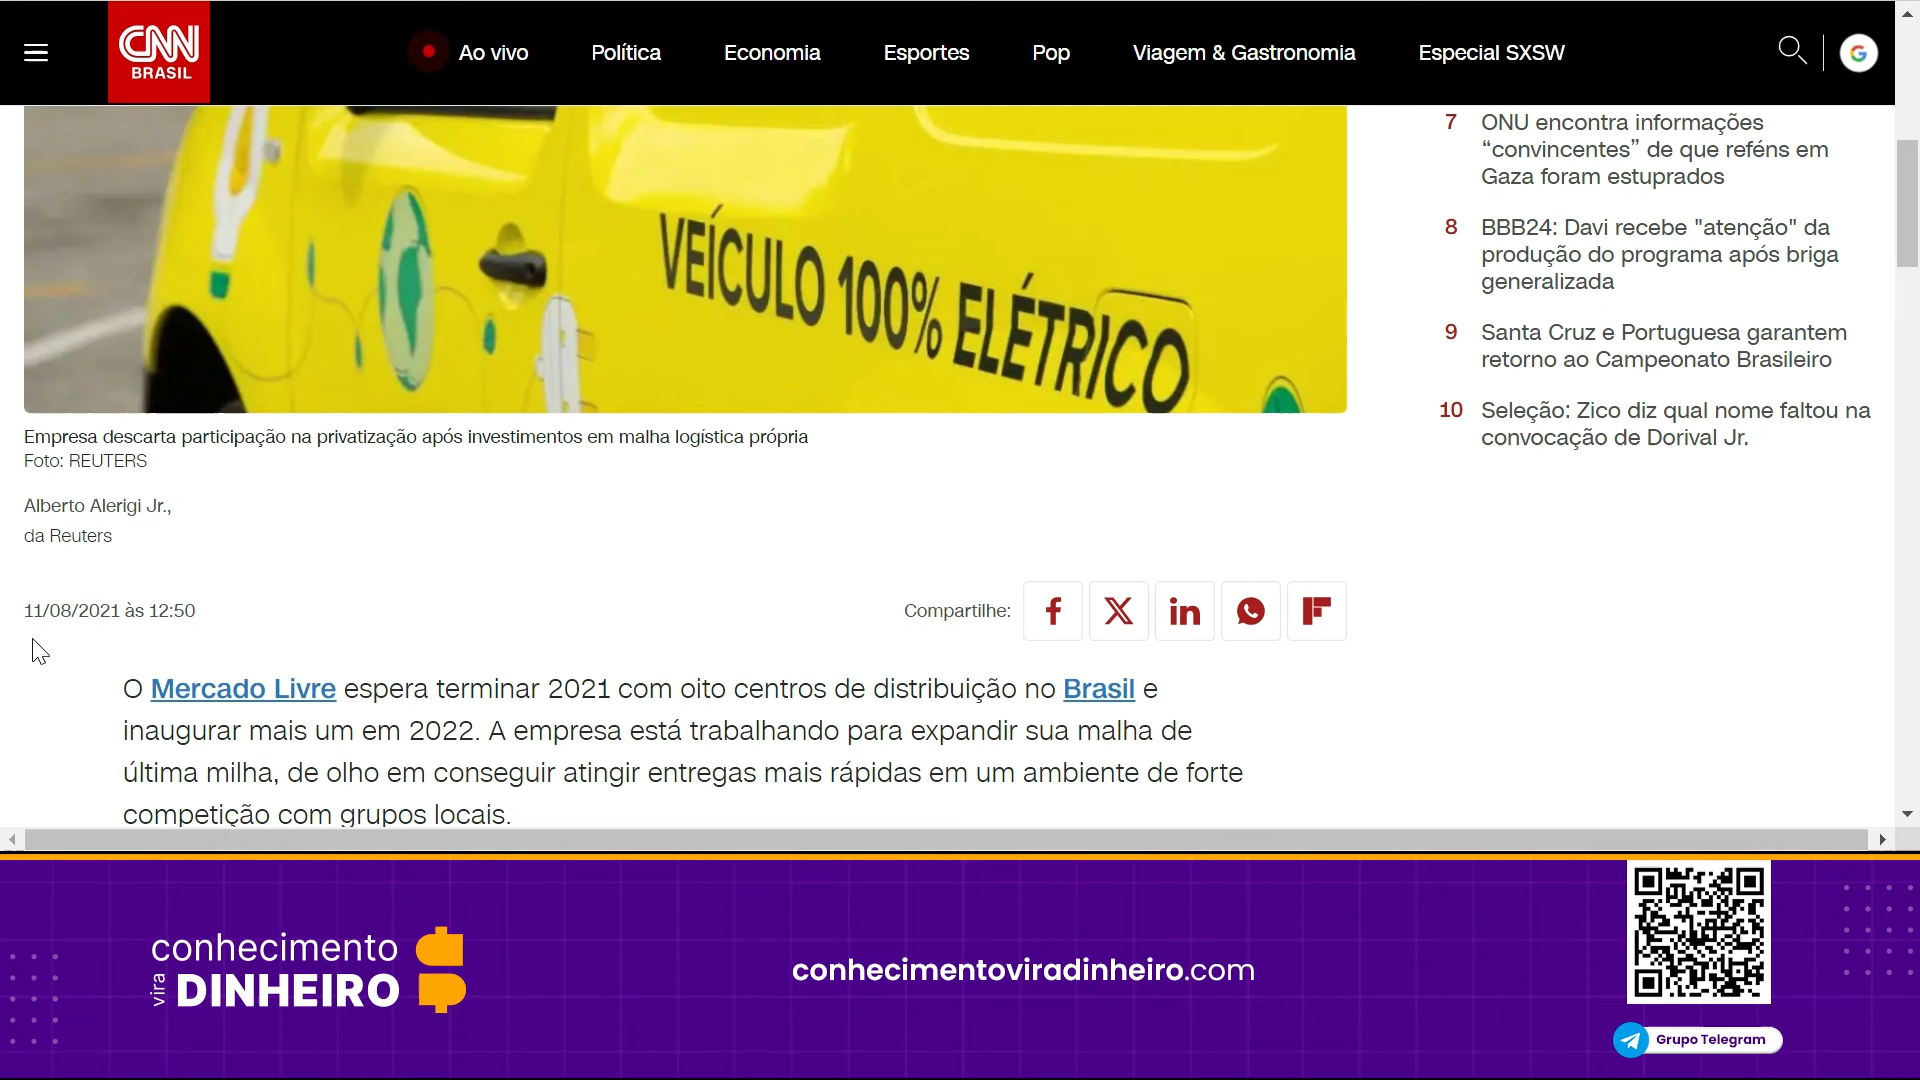 CNN
BRASIL
Ao vivo
Política
Economia
Esportes
Pop
Viagem & Gastronomia
Especial SXSW
VEÍCULO 100% ELÉTRICO
Empresa descarta participação na privatização após investimentos em malha logística própria
Foto: REUTERS
Alberto Alerigi Jr.,
da Reuters
11/08/2021 às 12:50
Compartilhe:
O Mercado Livre espera terminar 2021 com oito centros de distribuição no Brasil e
inaugurar mais um em 2022. A empresa está trabalhando para expandir sua malha de
última milha, de olho em conseguir atingir entregas mais rápidas em um ambiente de forte
competição com grupos locais.
7 ONU encontra informações
“convincentes” de que reféns em
Gaza foram estuprados
8 BBB24: Davi recebe "atenção" da
produção do programa após briga
generalizada
9 Santa Cruz e Portuguesa garantem
retorno ao Campeonato Brasileiro
10 Seleção: Zico diz qual nome faltou na
convocação de Dorival Jr.
conhecimento
vira DINHEIRO
conhecimentoviradinheiro.com
Grupo Telegram